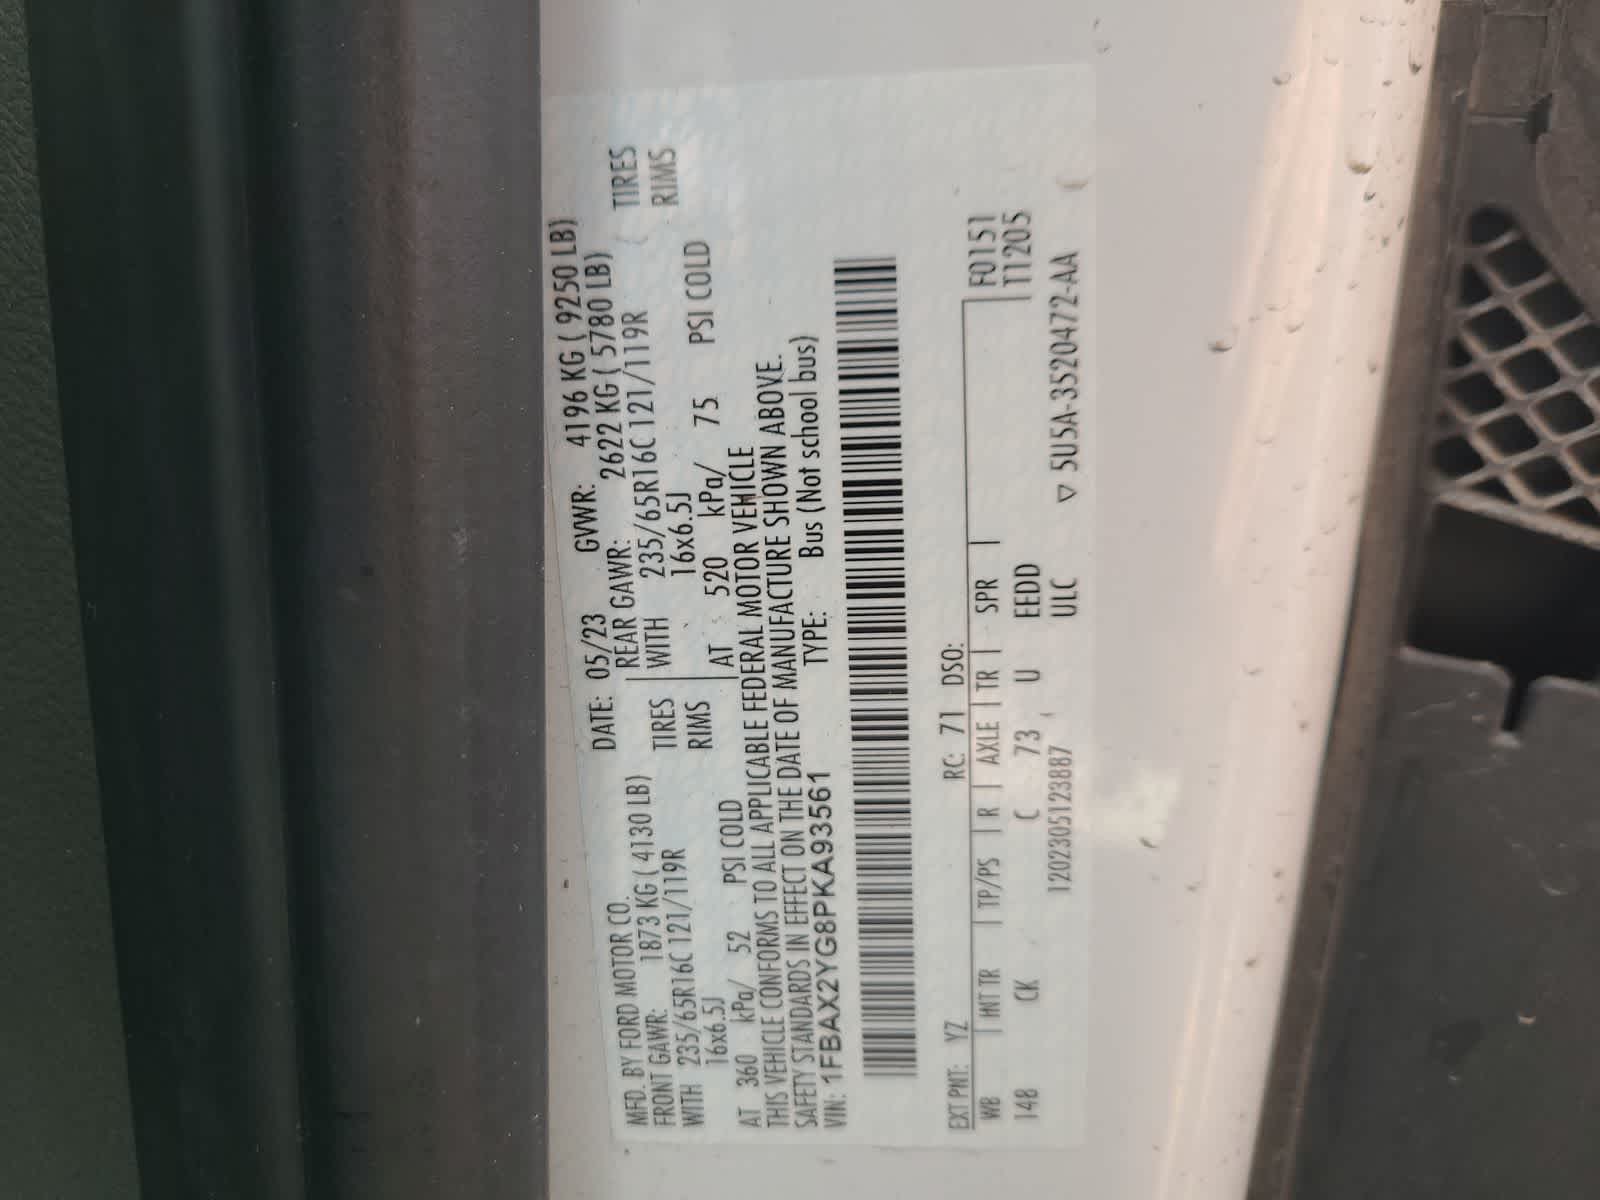 MFD. BY FORD MOTOR CO. DATE: 05/23 GVWR: 4196 KG ( 9250 LB)
FRONT GAWR: 1873 KG ( 4130 LB) REAR GAWR: 2622 KG ( 5780 LB)
WITH 235/65R16C 121/119R TIRES WITH 235/65R16C 121/119R TIRES
16x6.5J RIMS 16x6.5J RIMS
AT 360 kPa/ 52 PSI COLD AT 520 kPa/ 75 PSI COLD
THIS VEHICLE CONFORMS TO ALL APPLICABLE FEDERAL MOTOR VEHICLE
SAFETY STANDARDS IN EFFECT ON THE DATE OF MANUFACTURE SHOWN ABOVE.
VIN: 1FBAX2YG8PKA93561 TYPE: Bus (Not school bus)
EXT PNT: YZ RC: 71 DSO:
WB INT TR TP/PS R AXLE TR SPR F0151
148 CK C 73 U EEDD T1205
1202305123887 ULC ▽ 5U5A-3520472-AA